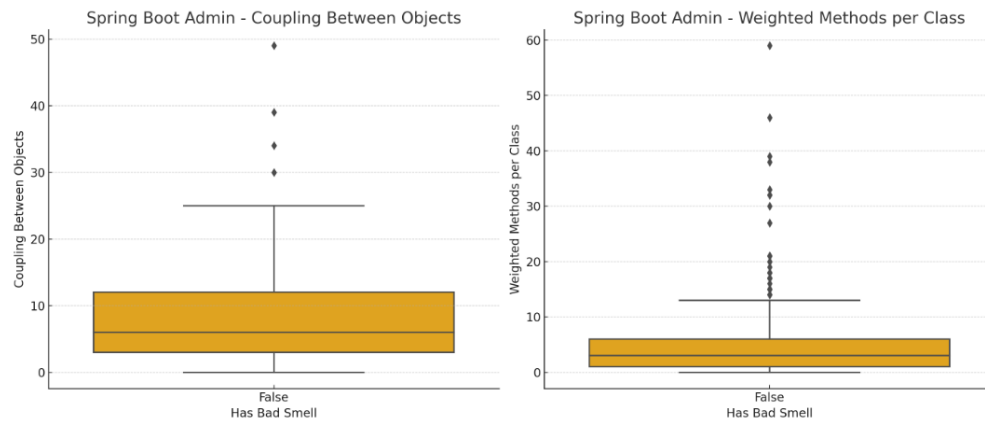 Spring Boot Admin - Coupling Between Objects
50
40
30
20
10
0
Coupling Between Objects
False
Has Bad Smell
Spring Boot Admin - Weighted Methods per Class
60
50
40
30
20
10
0
Weighted Methods per Class
False
Has Bad Smell